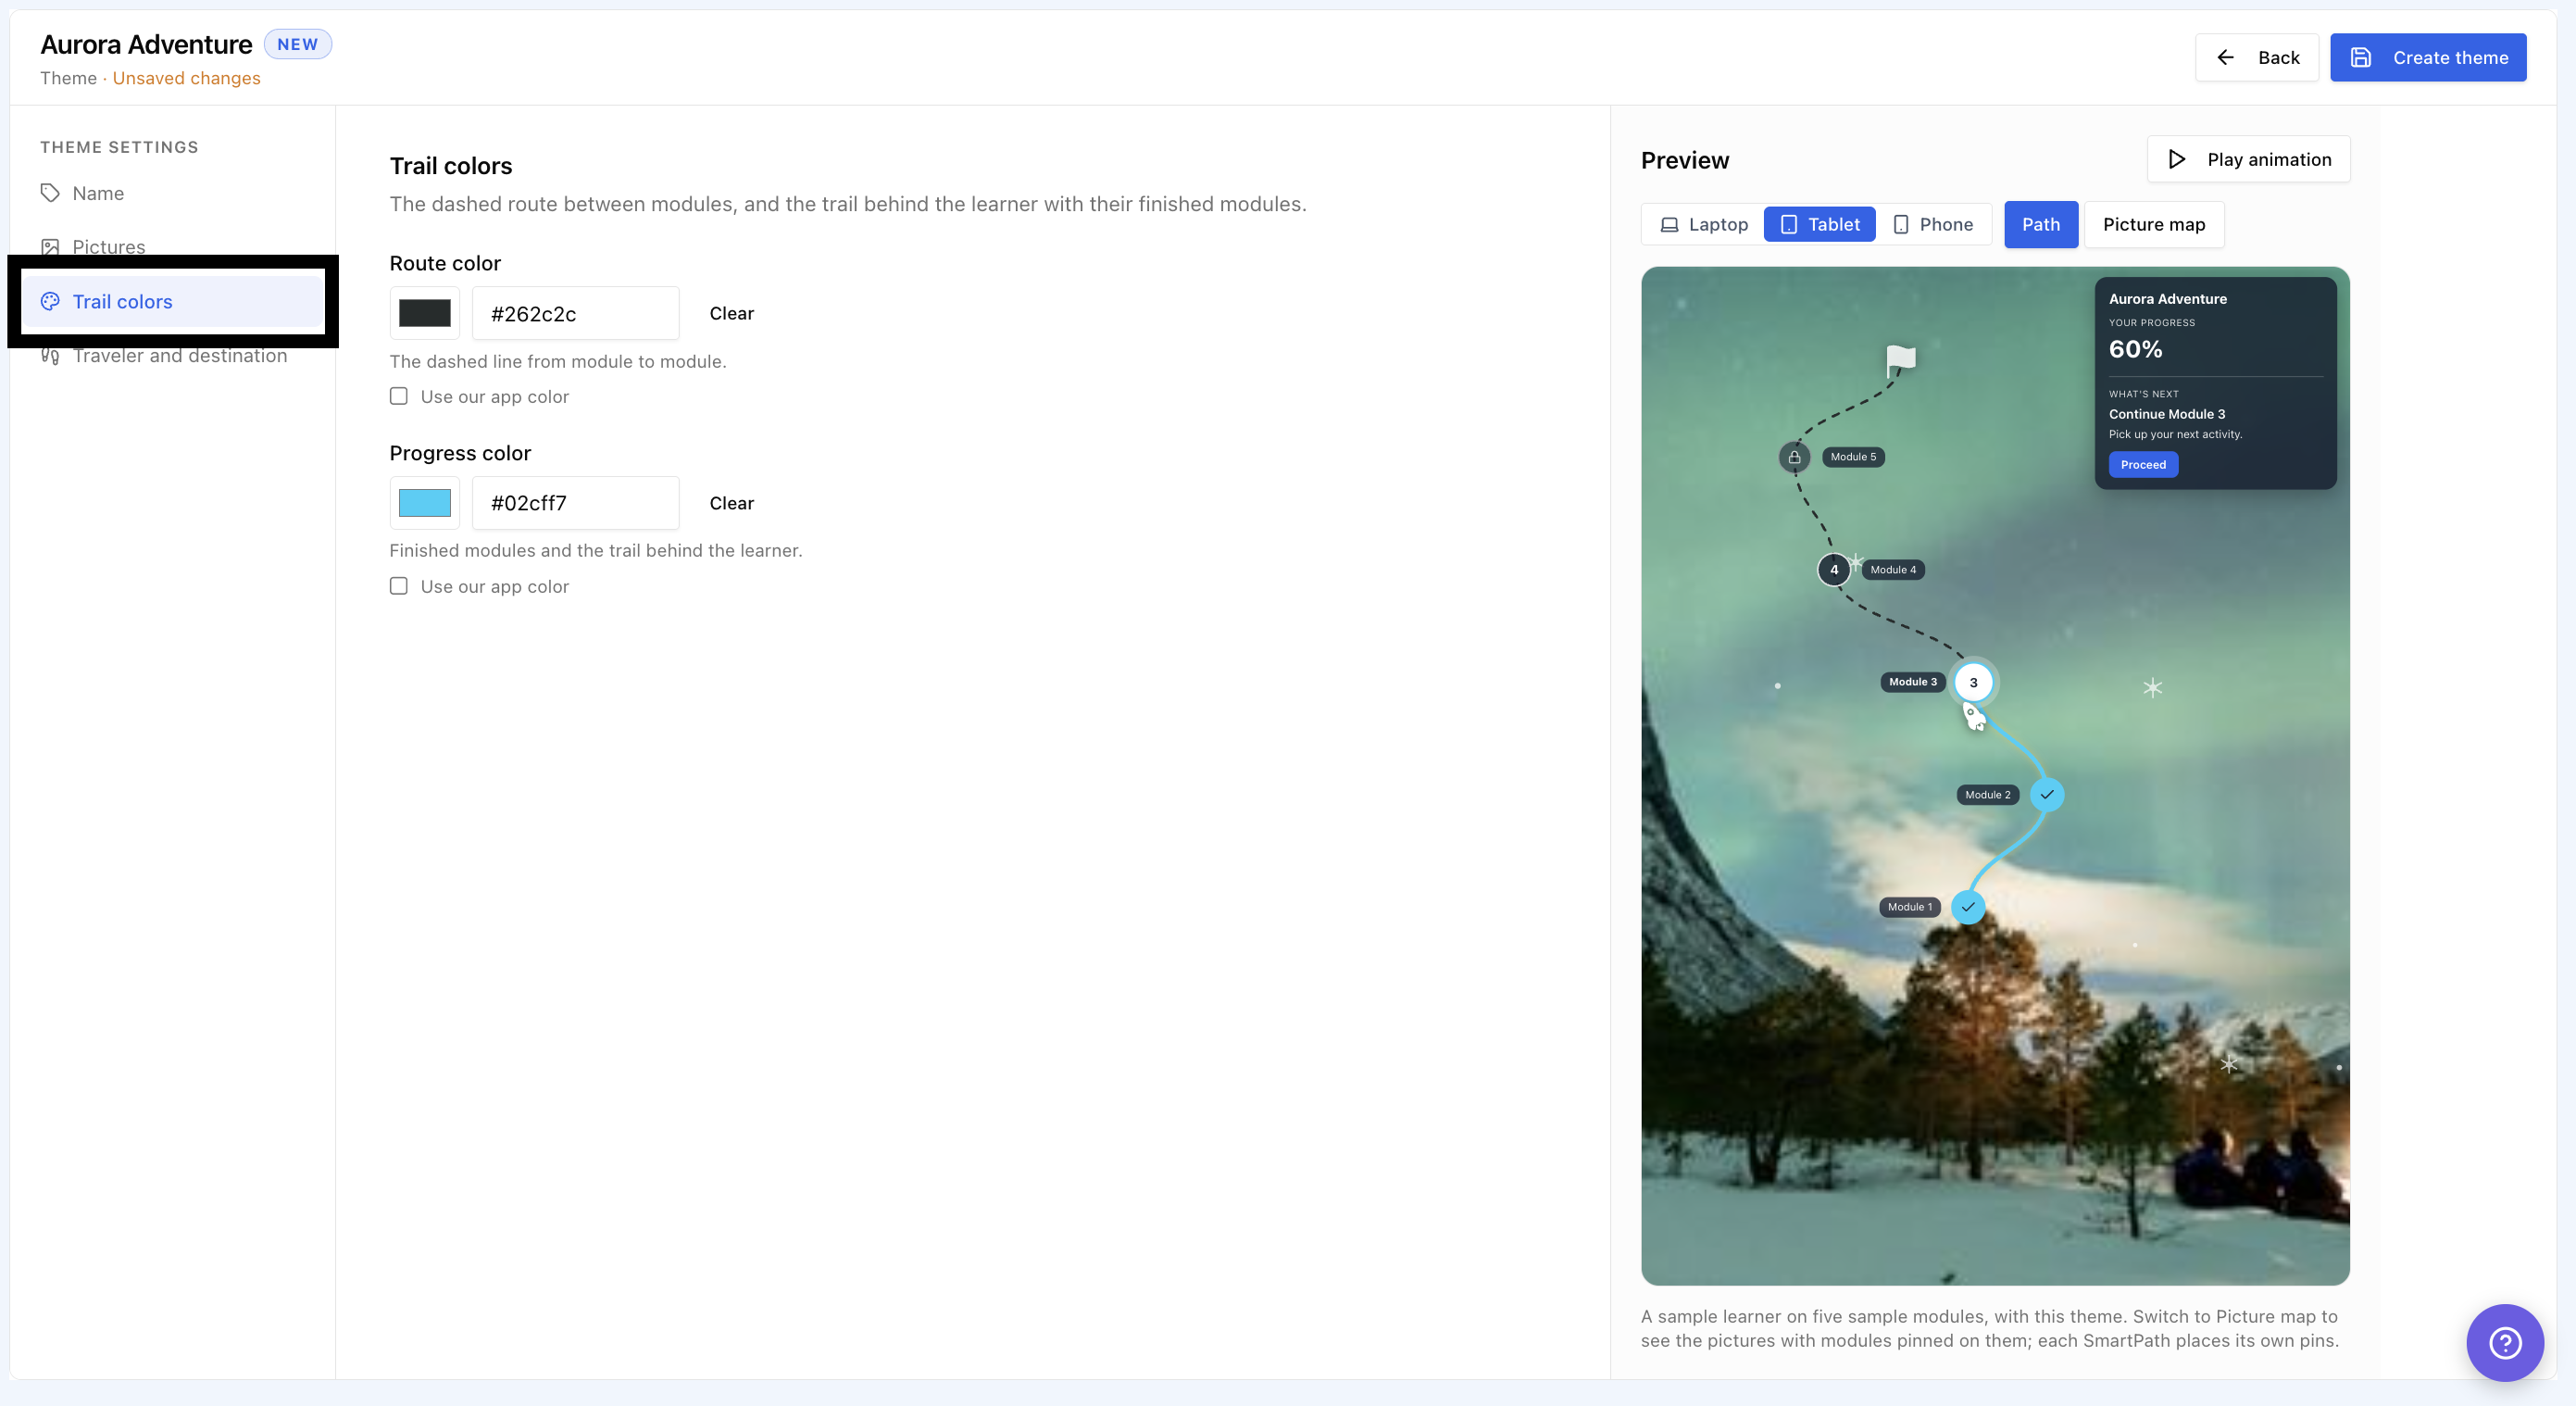 Aurora Adventure NEW
Theme · Unsaved changes
Back
Create theme
THEME SETTINGS
Name
Pictures
Trail colors
Traveler and destination
Trail colors
The dashed route between modules, and the trail behind the learner with their finished modules.
Route color
#262c2c
Clear
The dashed line from module to module.
Use our app color
Progress color
#02cff7
Clear
Finished modules and the trail behind the learner.
Use our app color
Preview
Play animation
Laptop
Tablet
Phone
Path
Picture map
Aurora Adventure
YOUR PROGRESS
60%
WHAT'S NEXT
Continue Module 3
Pick up your next activity.
Proceed
Module 5
4
Module 4
Module 3
3
Module 2
Module 1
A sample learner on five sample modules, with this theme. Switch to Picture map to
see the pictures with modules pinned on them; each SmartPath places its own pins.